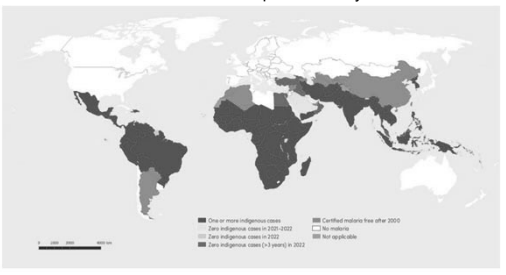 One or more indigenous cases
Zero indigenous cases in 2021-2022
Zero indigenous cases in 2022
Zero indigenous cases (>3 years) in 2022
Certified malaria free after 2000
No malaria
Not applicable